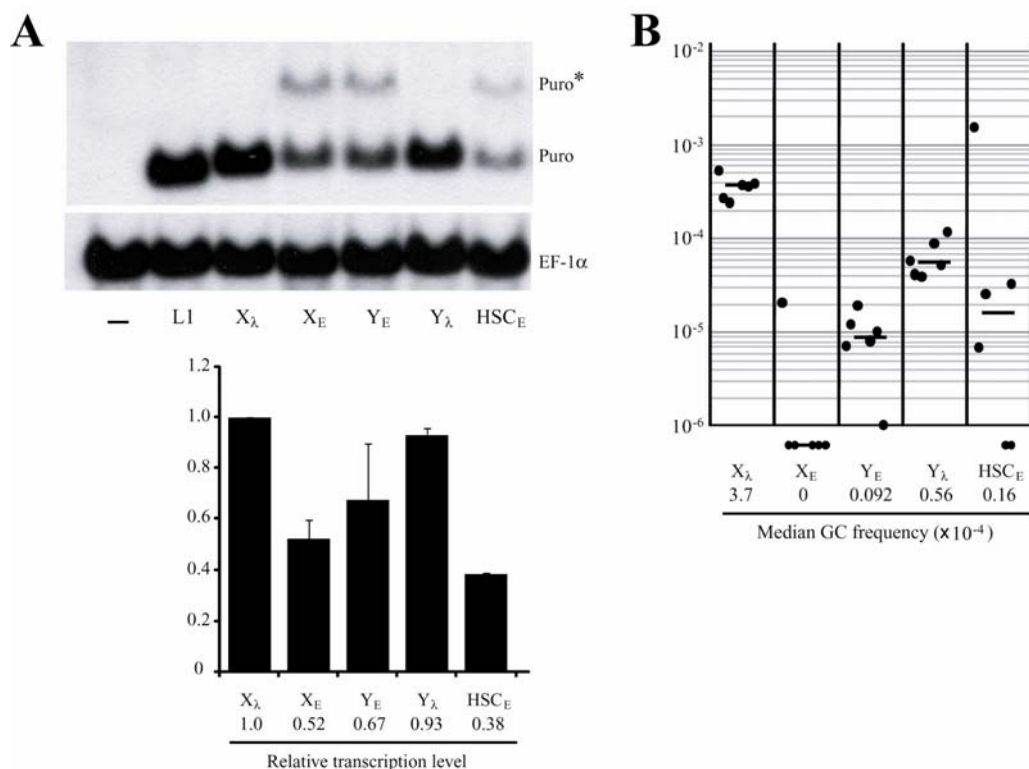 A
Puro*
Puro
EF-1α
– L1 Xλ XE YE Yλ HSCE
1.2
1.0
0.8
0.6
0.4
0.2
0
Xλ XE YE Yλ HSCE
1.0 0.52 0.67 0.93 0.38
Relative transcription level
B
10-2
10-3
10-4
10-5
10-6
Xλ XE YE Yλ HSCE
3.7 0 0.092 0.56 0.16
Median GC frequency (x10-4)